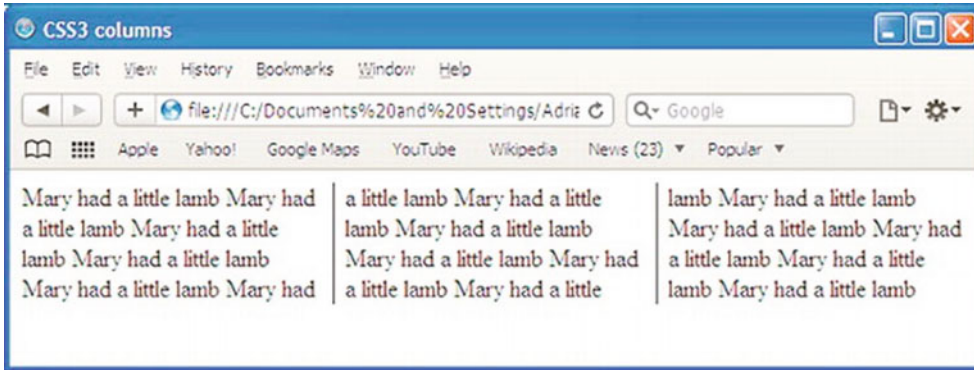 CSS3 columns
File Edit View History Bookmarks Window Help
+ file:///C:/Documents%20and%20Settings/Adria Google
Apple Yahoo! Google Maps YouTube Wikipedia News (23) Popular
Mary had a little lamb Mary had
a little lamb Mary had a little
lamb Mary had a little lamb
Mary had a little lamb Mary had
a little lamb Mary had a little
lamb Mary had a little lamb
Mary had a little lamb Mary had
a little lamb Mary had a little
lamb Mary had a little lamb
Mary had a little lamb Mary had
a little lamb Mary had a little
lamb Mary had a little lamb